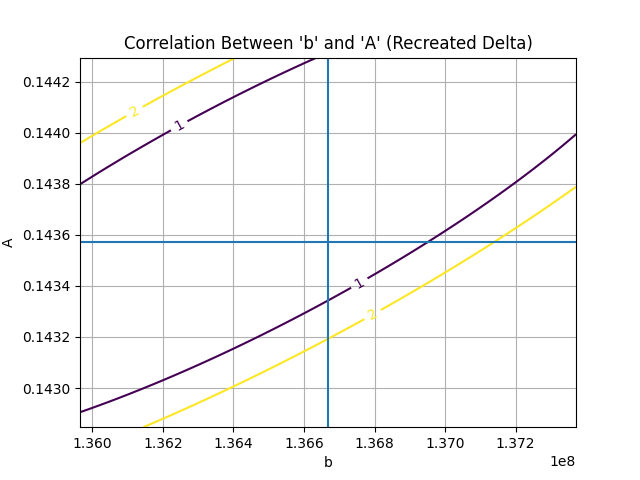 Correlation Between 'b' and 'A' (Recreated Delta)
0.1442
2
1
0.1440
0.1438
0.1436
A
0.1434
1
2
0.1432
0.1430
1.360 1.362 1.364 1.366 1.368 1.370 1.372
b
1e8